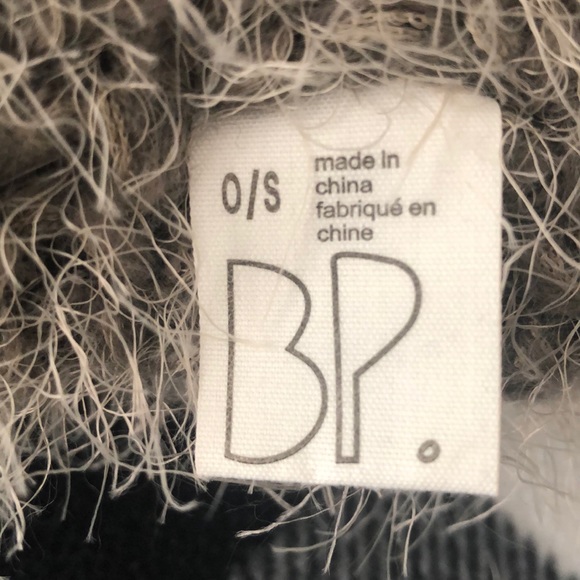 O/S
made in
china
fabriqué en
chine
BP.